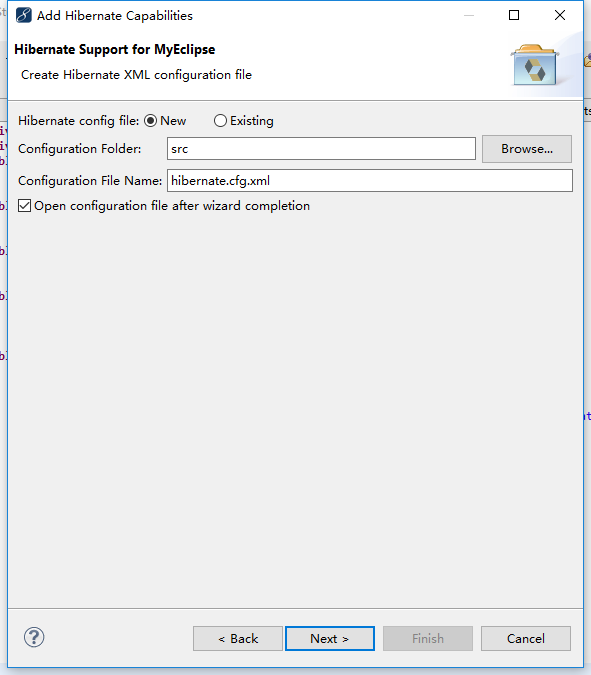 Add Hibernate Capabilities
Hibernate Support for MyEclipse
Create Hibernate XML configuration file
Hibernate config file: New Existing
Configuration Folder: src Browse...
Configuration File Name: hibernate.cfg.xml
Open configuration file after wizard completion
? < Back Next > Finish Cancel